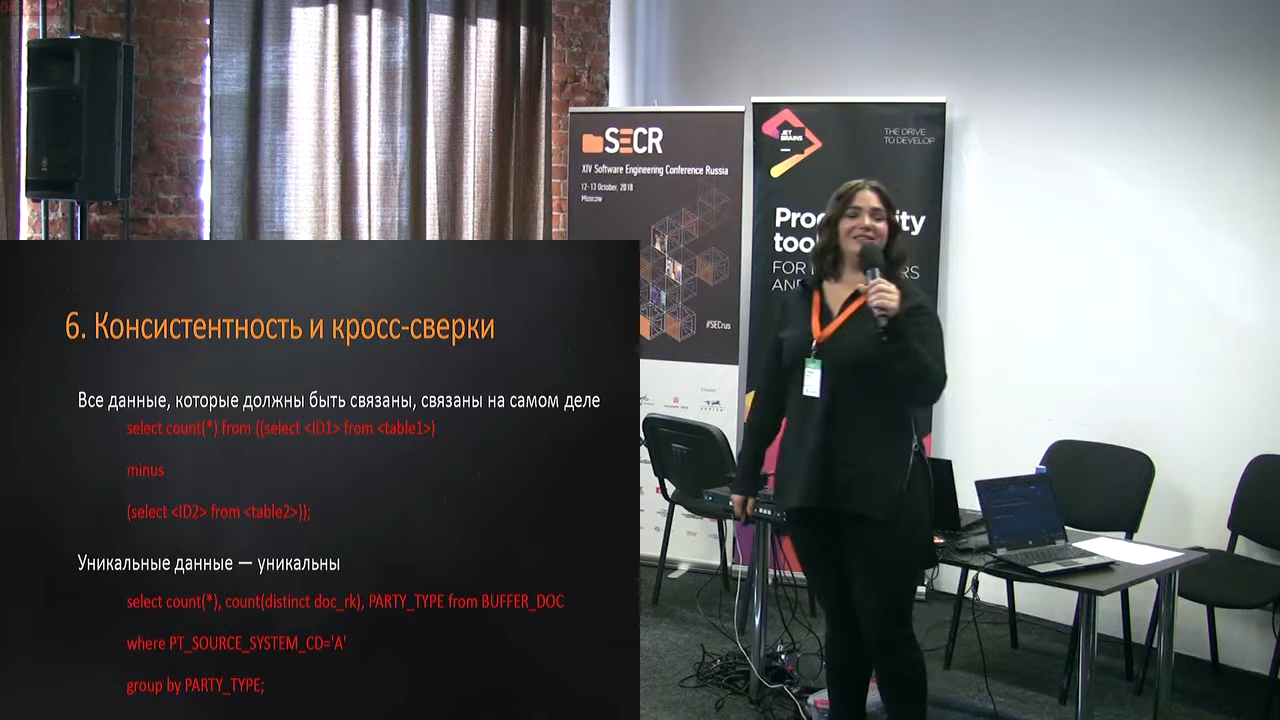 SECR
XIV Software Engineering Conference Russia
12-13 October, 2018
Moscow
#SECrus
JET
BRAINS
THE DRIVE
TO DEVELOP
FOR
6. Консистентность и кросс-сверки
Все данные, которые должны быть связаны, связаны на самом деле
select count(*) from ((select <ID1> from <table1>)
minus
(select <ID2> from <table2>));
Уникальные данные — уникальны
select count(*), count(distinct doc_rk), PARTY_TYPE from BUFFER_DOC
where PT_SOURCE_SYSTEM_CD='A'
group by PARTY_TYPE;